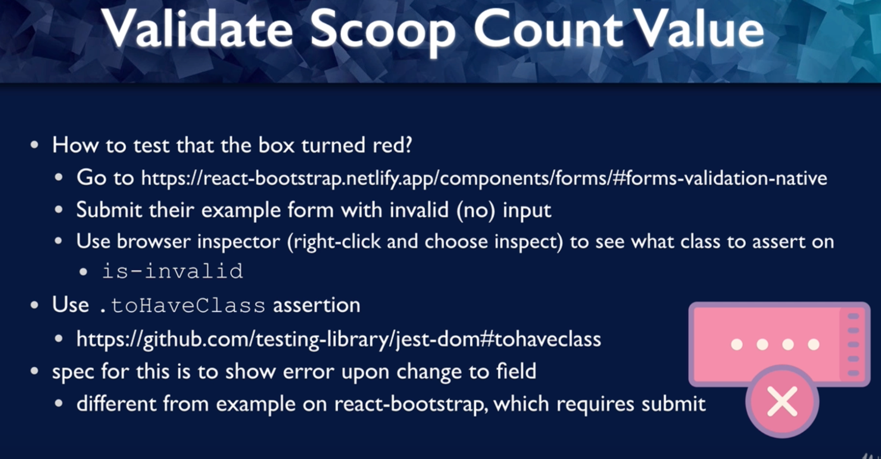 Validate Scoop Count Value
• How to test that the box turned red?
• Go to https://react-bootstrap.netlify.app/components/forms/#forms-validation-native
• Submit their example form with invalid (no) input
• Use browser inspector (right-click and choose inspect) to see what class to assert on
• is-invalid
• Use .toHaveClass assertion
• https://github.com/testing-library/jest-dom#tohaveclass
• spec for this is to show error upon change to field
• different from example on react-bootstrap, which requires submit